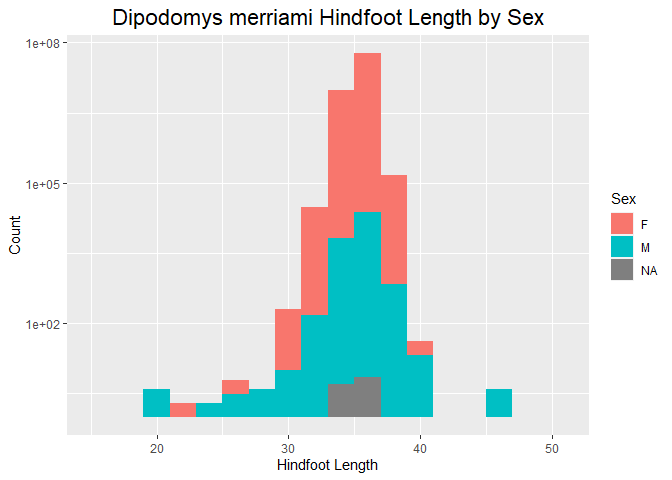 Dipodomys merriami Hindfoot Length by Sex
1e+08
1e+05
1e+02
Count
20 30 40 50
Hindfoot Length
Sex
F
M
NA